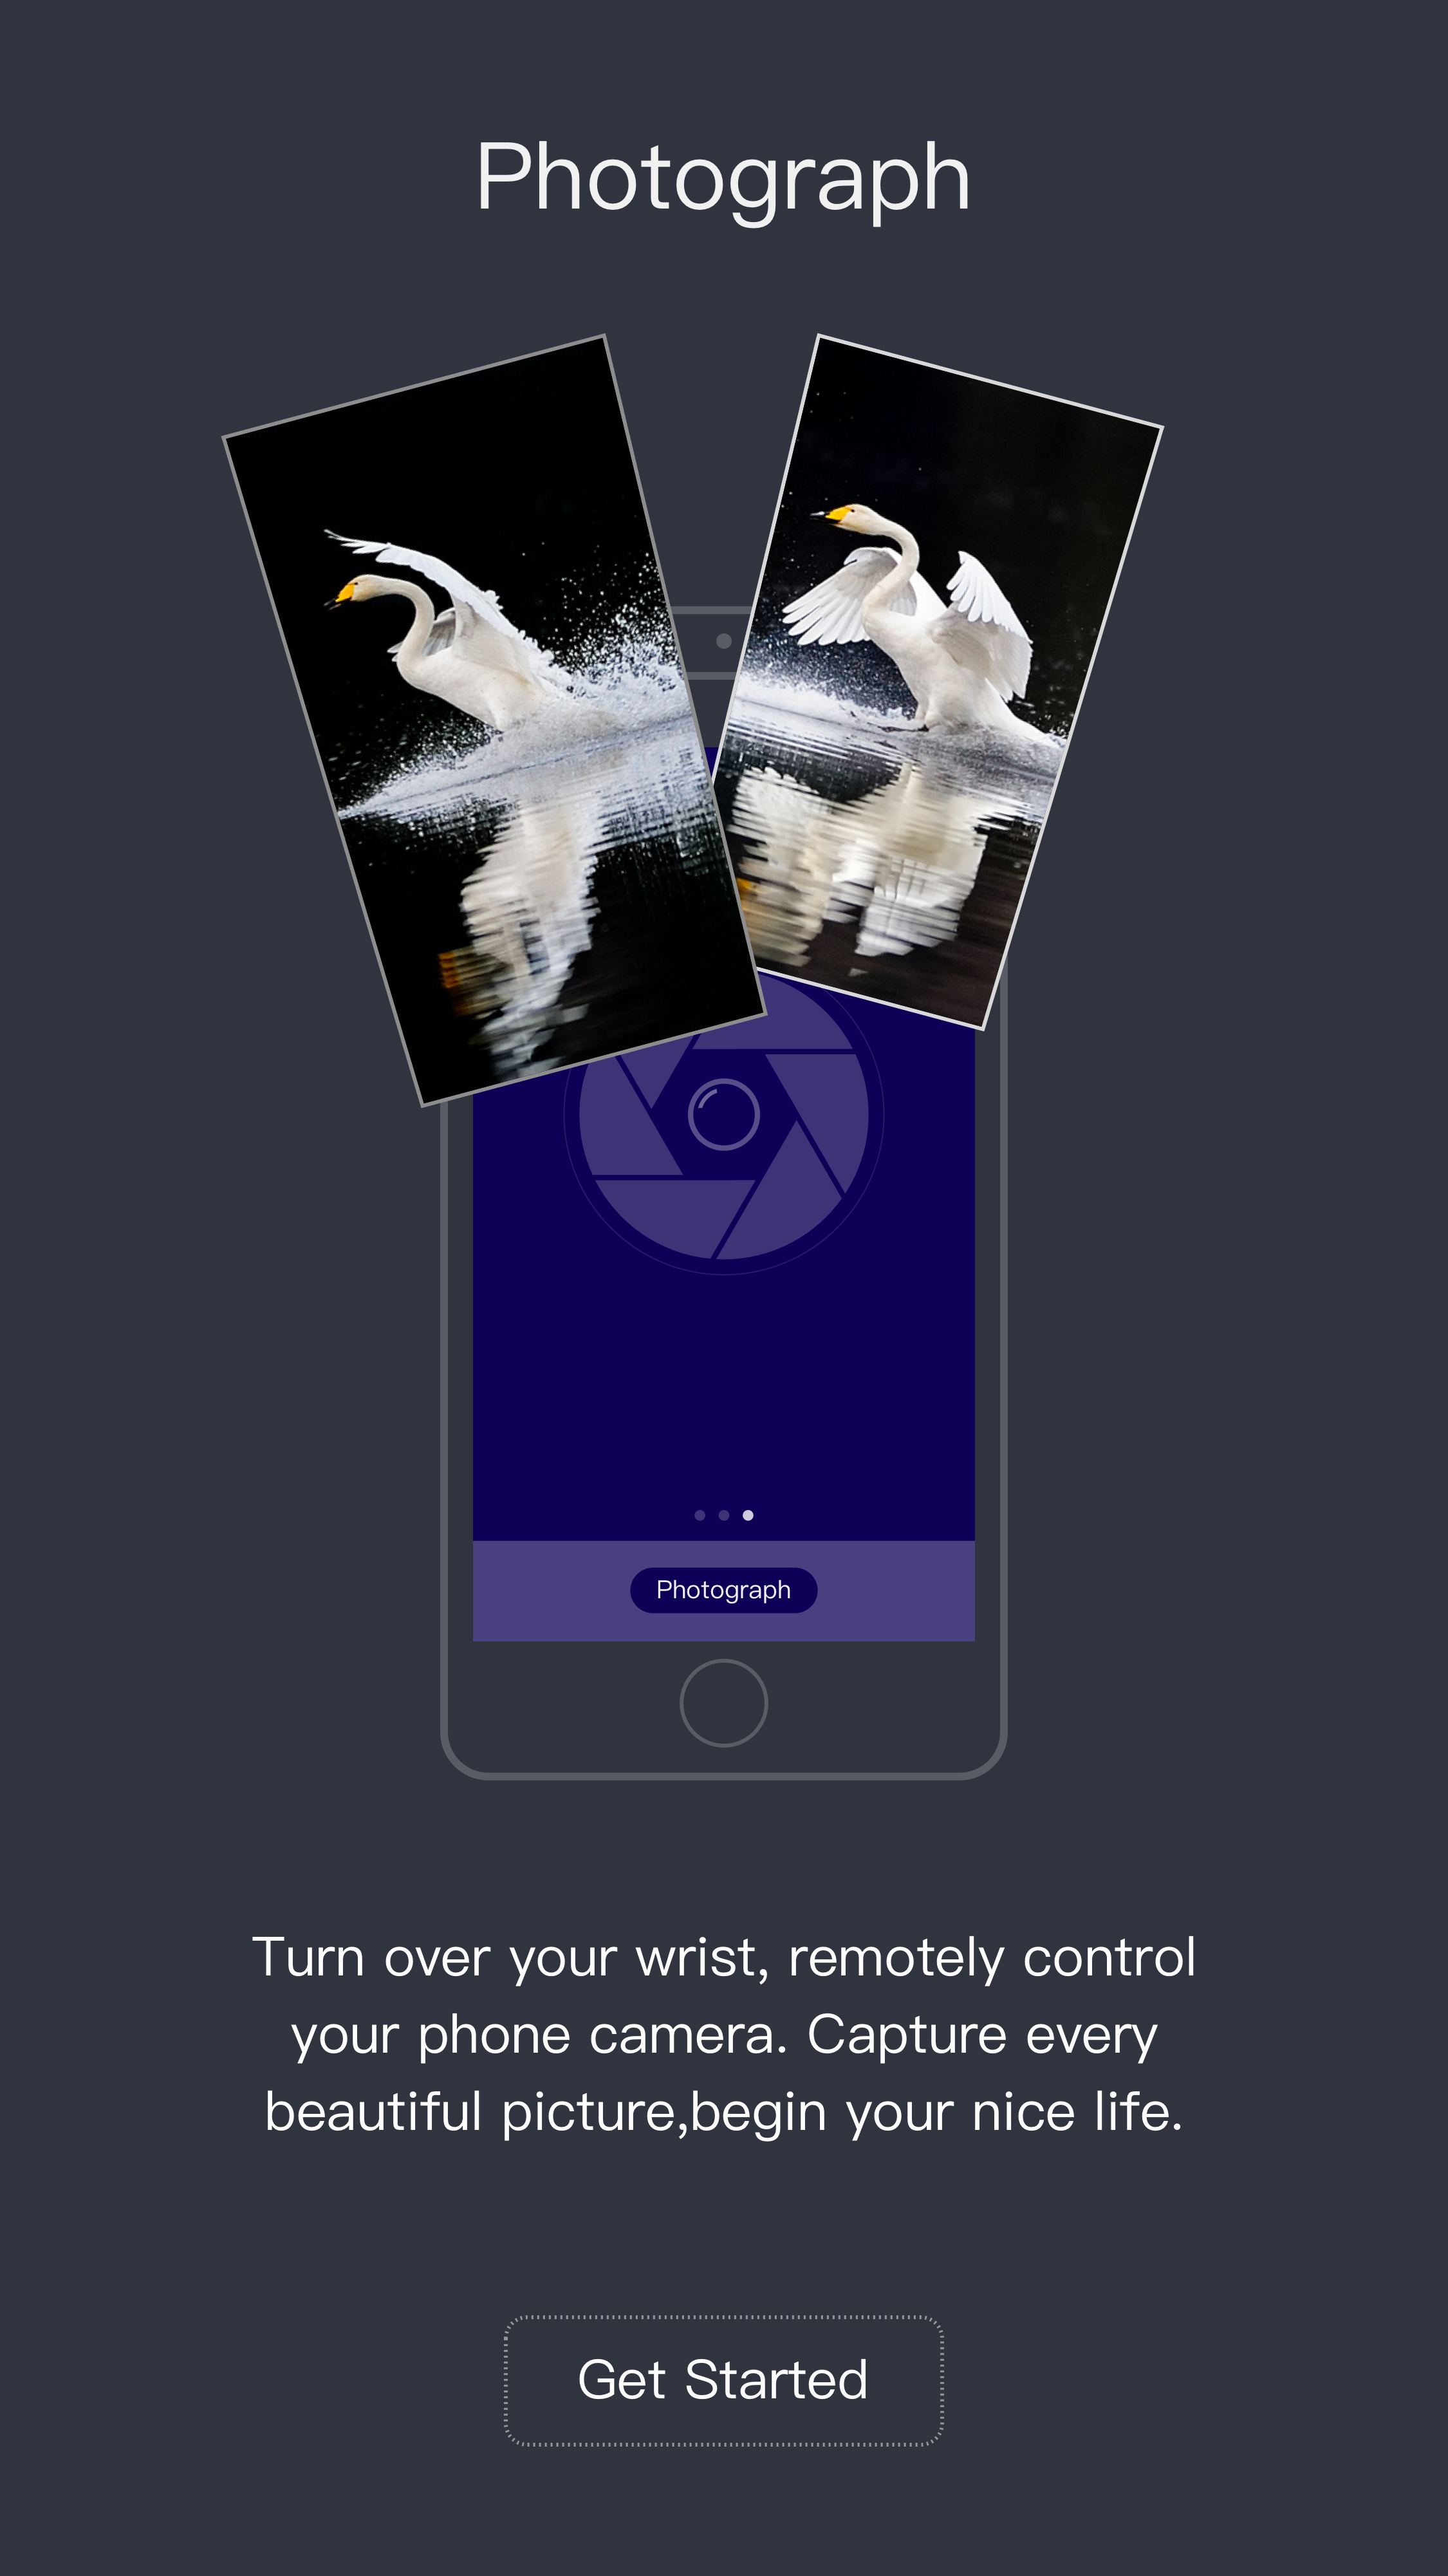 Photograph
Photograph
Turn over your wrist, remotely control
your phone camera. Capture every
beautiful picture,begin your nice life.
Get Started